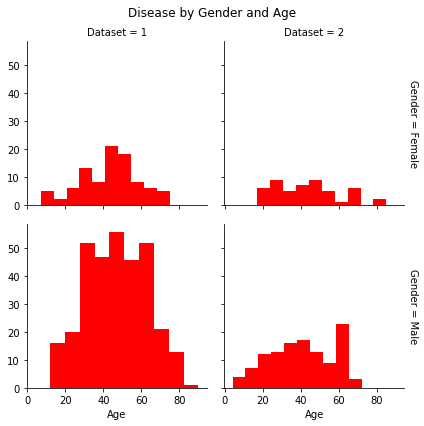 Disease by Gender and Age
Dataset = 1
Dataset = 2
50
40
30
20
10
0
Gender = Female
50
40
30
20
10
0
0 20 40 60 80
0 20 40 60 80
Gender = Male
Age
Age